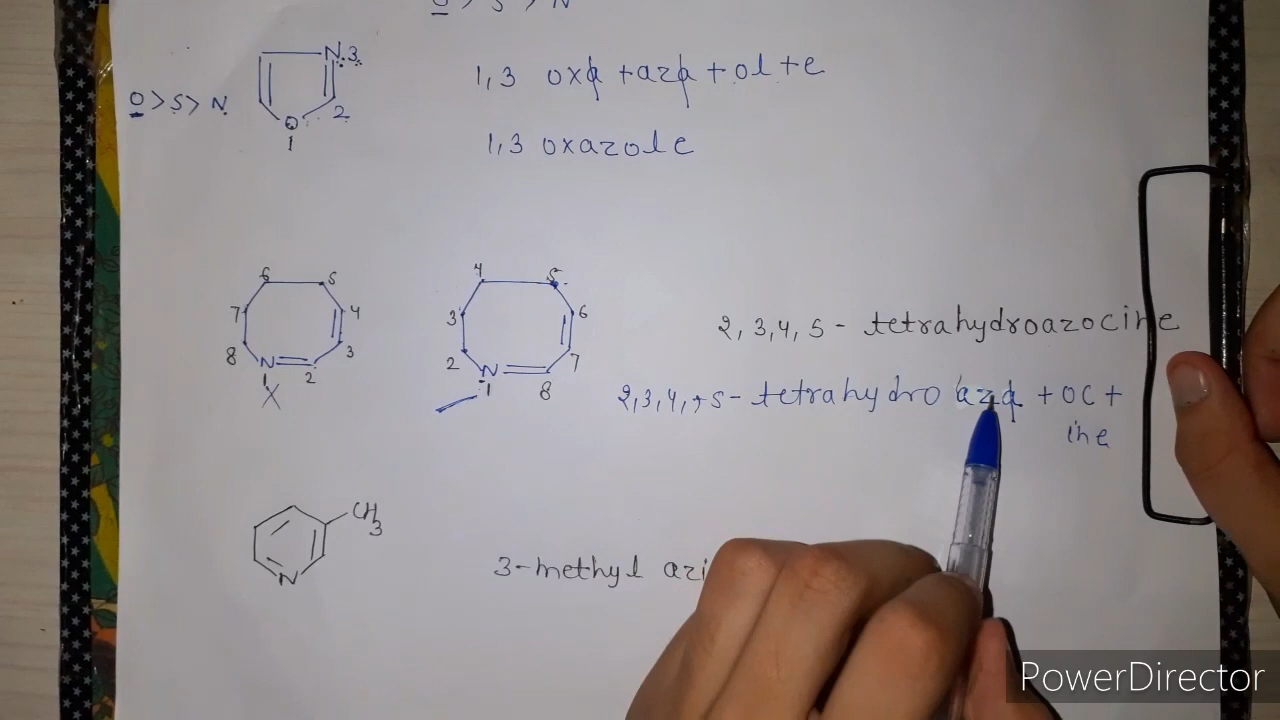 O > S > N
N 3
1,3 oxa + aza + ol + e
O > S > N
2
O
1
1,3 oxazole
6 5
7 4
8 N 3
1 2
X
4 5
3 6
2 N 7
1 8
2,3,4,5 - tetrahydroazocine
2,3,4,5 - tetrahydro aza + oc +
ine
CH3
N
3-methyl azi
PowerDirector